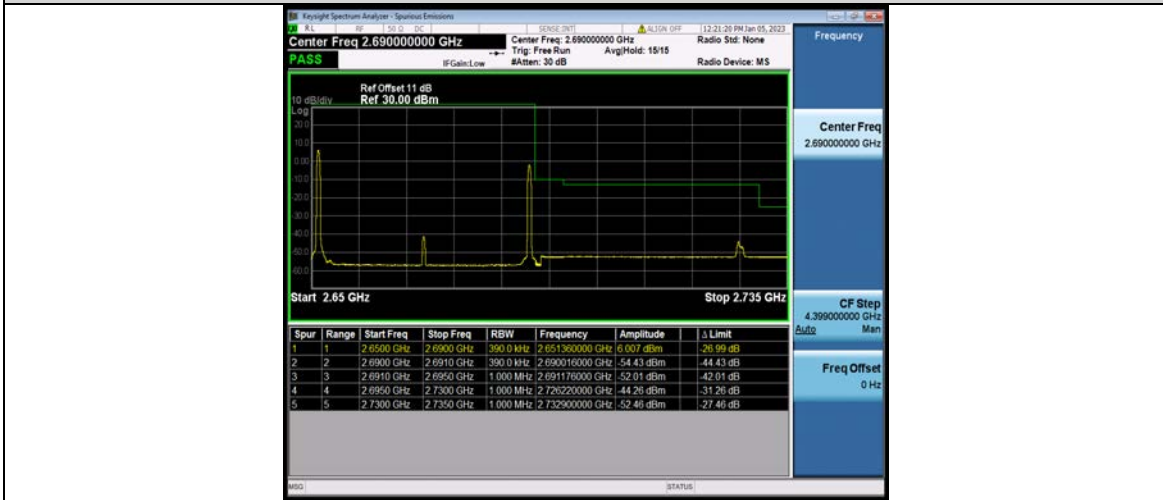 Keysight Spectrum Analyzer - Spurious Emissions
RL RF 50 Ω DC SENSE:INT ALIGN OFF 12:21:20 PM Jan 05, 2023
Center Freq 2.690000000 GHz Center Freq: 2.690000000 GHz Radio Std: None
Trig: Free Run Avg|Hold: 15/15
PASS IFGain:Low #Atten: 30 dB Radio Device: MS
Ref Offset 11 dB
10 dB/div Ref 30.00 dBm
Log
20.0
10.0
0.00
-10.0
-20.0
-30.0
-40.0
-50.0
-60.0
Start 2.65 GHz Stop 2.735 GHz
Spur Range Start Freq Stop Freq RBW Frequency Amplitude Δ Limit
1 1 2.6500 GHz 2.6900 GHz 390.0 kHz 2.651360000 GHz 6.007 dBm -26.99 dB
2 2 2.6900 GHz 2.6910 GHz 390.0 kHz 2.690016000 GHz -54.43 dBm -44.43 dB
3 3 2.6910 GHz 2.6950 GHz 1.000 MHz 2.691176000 GHz -52.01 dBm -42.01 dB
4 4 2.6950 GHz 2.7300 GHz 1.000 MHz 2.726220000 GHz -44.26 dBm -31.26 dB
5 5 2.7300 GHz 2.7350 GHz 1.000 MHz 2.732900000 GHz -52.46 dBm -27.46 dB
MSG STATUS
Frequency
Center Freq
2.690000000 GHz
CF Step
4.399000000 GHz
Auto Man
Freq Offset
0 Hz